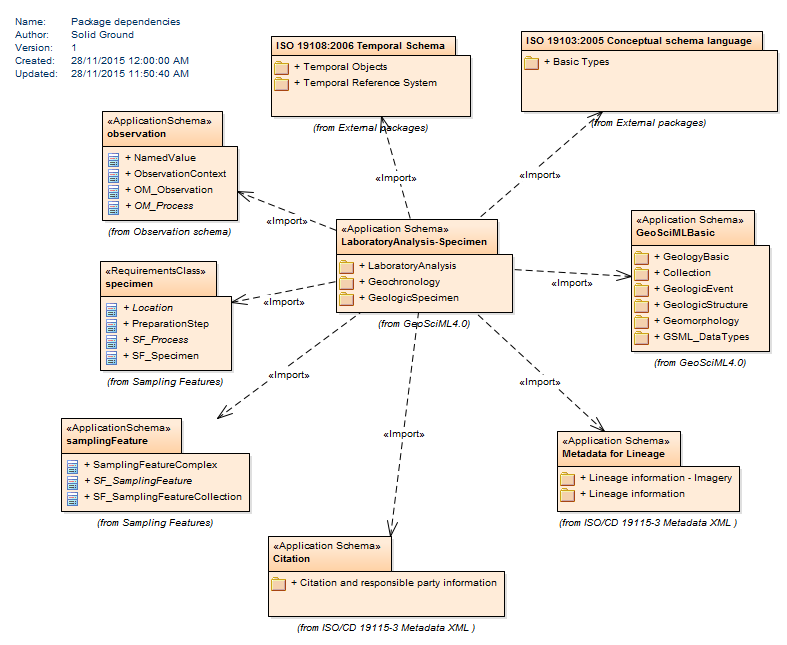 Name: Package dependencies
Author: Solid Ground
Version: 1
Created: 28/11/2015 12:00:00 AM
Updated: 28/11/2015 11:50:40 AM
ISO 19108:2006 Temporal Schema
+ Temporal Objects
+ Temporal Reference System
(from External packages)
ISO 19103:2005 Conceptual schema language
+ Basic Types
(from External packages)
«ApplicationSchema»
observation
+ NamedValue
+ ObservationContext
+ OM_Observation
+ OM_Process
(from Observation schema)
«Import»
«Import»
«Import»
«Application Schema»
LaboratoryAnalysis-Specimen
+ LaboratoryAnalysis
+ Geochronology
+ GeologicSpecimen
(from GeoSciML4.0)
«Application Schema»
GeoSciMLBasic
+ GeologyBasic
+ Collection
+ GeologicEvent
+ GeologicStructure
+ Geomorphology
+ GSML_DataTypes
(from GeoSciML4.0)
«RequirementsClass»
specimen
+ Location
+ PreparationStep
+ SF_Process
+ SF_Specimen
(from Sampling Features)
«Import»
«Import»
«Import»
«Import»
«Import»
«ApplicationSchema»
samplingFeature
+ SamplingFeatureComplex
+ SF_SamplingFeature
+ SF_SamplingFeatureCollection
(from Sampling Features)
«Application Schema»
Metadata for Lineage
+ Lineage information - Imagery
+ Lineage information
(from ISO/CD 19115-3 Metadata XML )
«Application Schema»
Citation
+ Citation and responsible party information
(from ISO/CD 19115-3 Metadata XML )